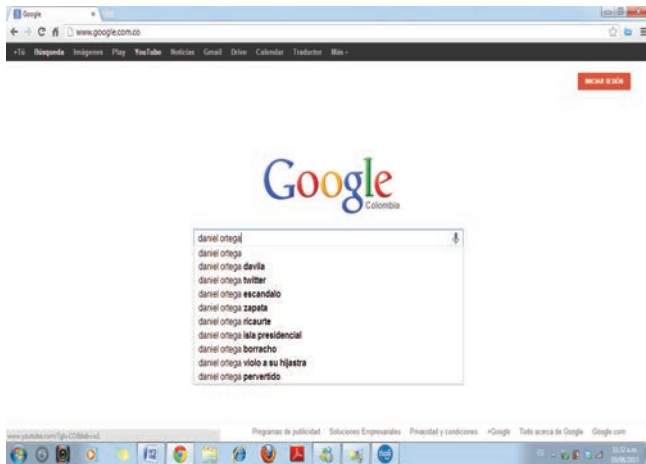 Google
www.google.com.co
+Tú Búsqueda Imágenes Play YouTube Noticias Gmail Drive Calendar Traductor Más
INICIAR SESIÓN
Google
Colombia
daniel ortega
daniel ortega
daniel ortega davila
daniel ortega twitter
daniel ortega escandalo
daniel ortega zapata
daniel ortega ricaurte
daniel ortega isla presidencial
daniel ortega borracho
daniel ortega violo a su hijastra
daniel ortega pervertido
Programas de publicidad Soluciones Empresariales Privacidad y condiciones +Google Todo acerca de Google Google.com